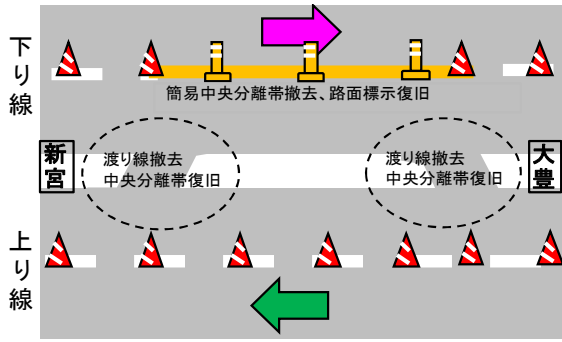 下り線
簡易中央分離帯撤去、路面標示復旧
新宮
渡り線撤去
中央分離帯復旧
渡り線撤去
中央分離帯復旧
大豊
上り線